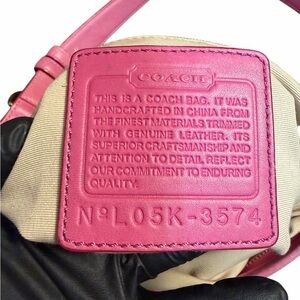 COACH
THIS IS A COACH BAG. IT WAS
HANDCRAFTED IN CHINA FROM
THE FINEST MATERIALS TRIMMED
WITH GENUINE LEATHER. ITS
SUPERIOR CRAFTSMANSHIP AND
ATTENTION TO DETAIL REFLECT
OUR COMMITMENT TO ENDURING
QUALITY.
Nº L05K-3574